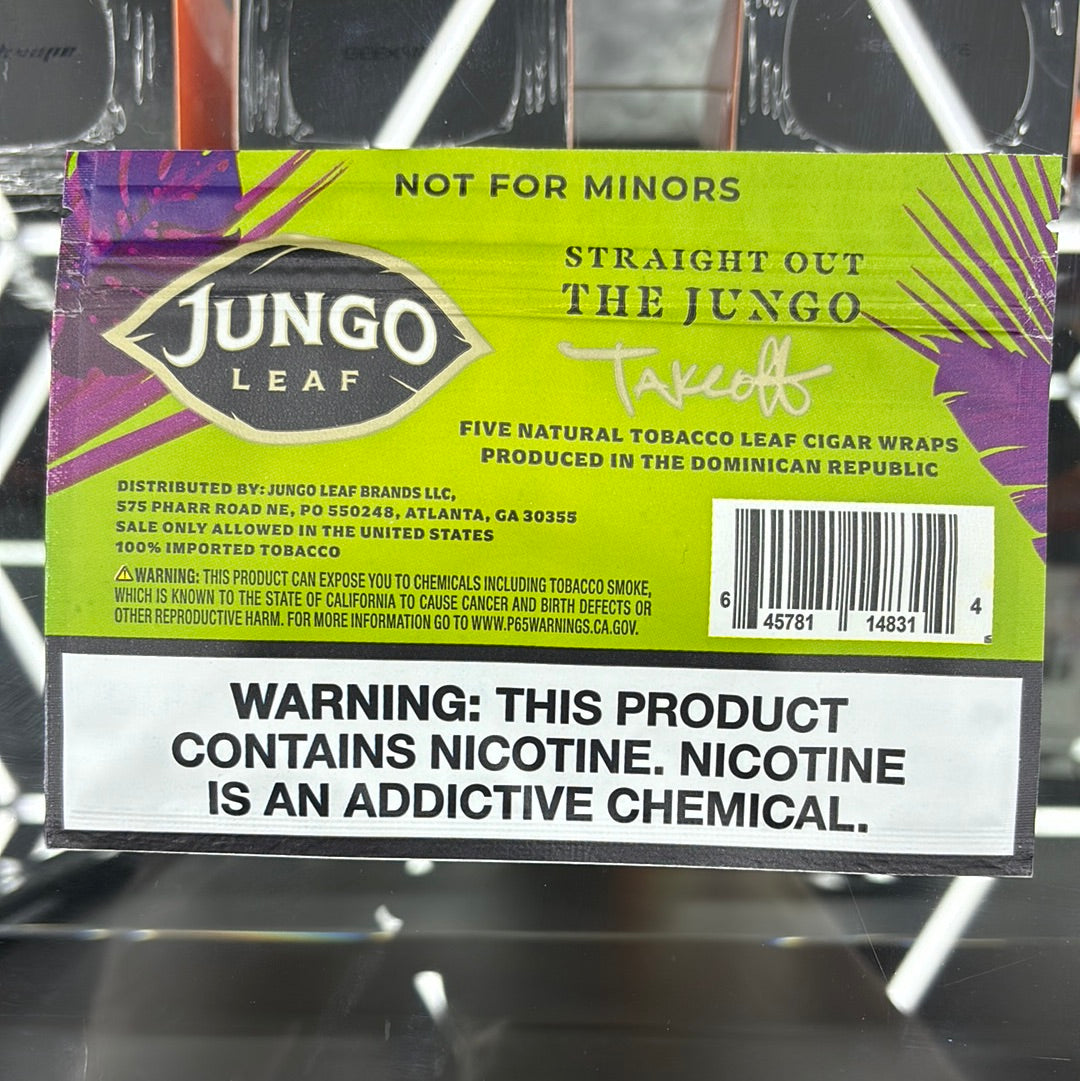 NOT FOR MINORS
JUNGO
LEAF
STRAIGHT OUT
THE JUNGO
Takeoff
FIVE NATURAL TOBACCO LEAF CIGAR WRAPS
PRODUCED IN THE DOMINICAN REPUBLIC
DISTRIBUTED BY: JUNGO LEAF BRANDS LLC,
575 PHARR ROAD NE, PO 550248, ATLANTA, GA 30355
SALE ONLY ALLOWED IN THE UNITED STATES
100% IMPORTED TOBACCO
⚠WARNING: THIS PRODUCT CAN EXPOSE YOU TO CHEMICALS INCLUDING TOBACCO SMOKE,
WHICH IS KNOWN TO THE STATE OF CALIFORNIA TO CAUSE CANCER AND BIRTH DEFECTS OR
OTHER REPRODUCTIVE HARM. FOR MORE INFORMATION GO TO WWW.P65WARNINGS.CA.GOV.
6 45781 14831 4
WARNING: THIS PRODUCT
CONTAINS NICOTINE. NICOTINE
IS AN ADDICTIVE CHEMICAL.